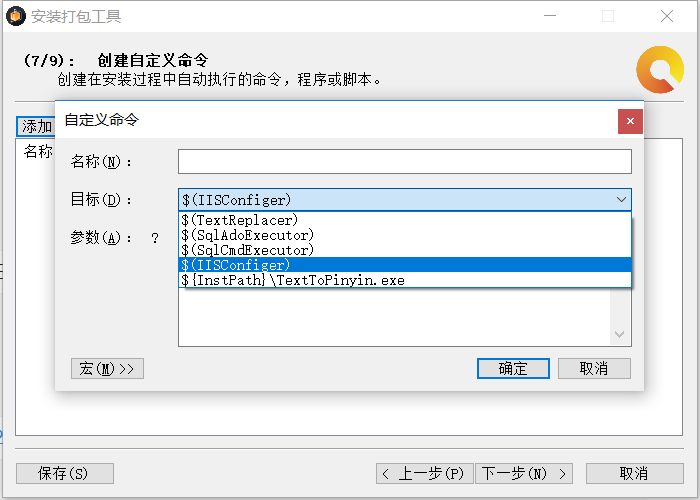 安装打包工具
(7/9)： 创建自定义命令
创建在安装过程中自动执行的命令，程序或脚本。
添加
名称
自定义命令
名称(N)：
目标(D)：
$(IISConfiger)
$(TextReplacer)
$(SqlAdoExecutor)
$(SqlCmdExecutor)
$(IISConfiger)
${InstPath}\TextToPinyin.exe
参数(A)： ?
宏(M)>>
确定
取消
保存(S)
< 上一步(P)
下一步(N) >
取消